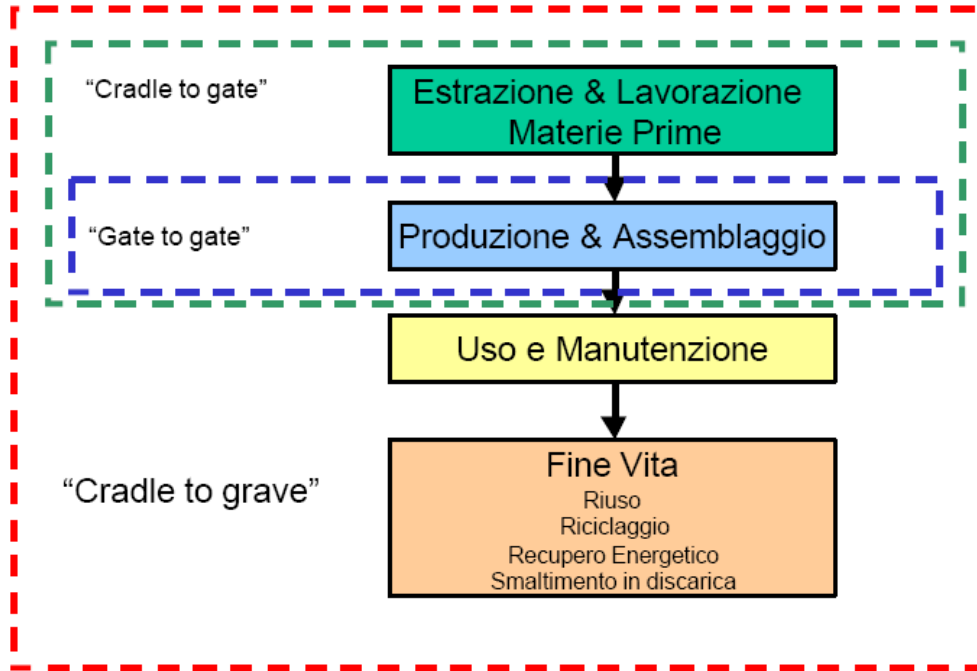 “Cradle to gate”
Estrazione & Lavorazione
Materie Prime
“Gate to gate”
Produzione & Assemblaggio
Uso e Manutenzione
“Cradle to grave”
Fine Vita
Riuso
Riciclaggio
Recupero Energetico
Smaltimento in discarica